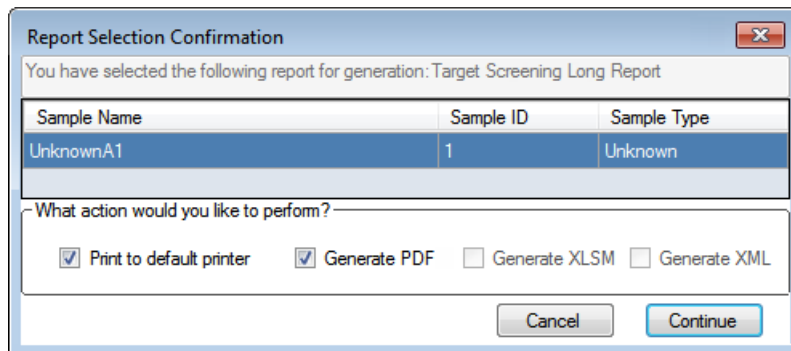 Report Selection Confirmation
You have selected the following report for generation: Target Screening Long Report
Sample Name Sample ID Sample Type
UnknownA1 1 Unknown
What action would you like to perform?
Print to default printer Generate PDF Generate XLSM Generate XML
Cancel Continue